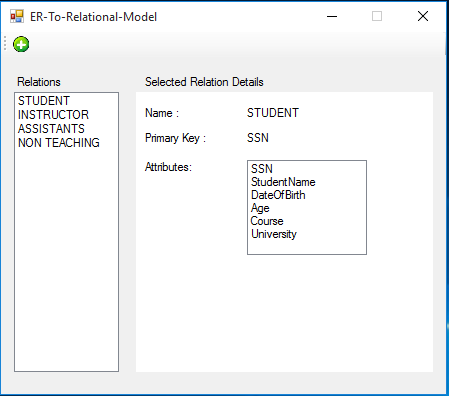 ER-To-Relational-Model
Relations
STUDENT
INSTRUCTOR
ASSISTANTS
NON TEACHING
Selected Relation Details
Name : STUDENT
Primary Key : SSN
Attributes:
SSN
StudentName
DateOfBirth
Age
Course
University